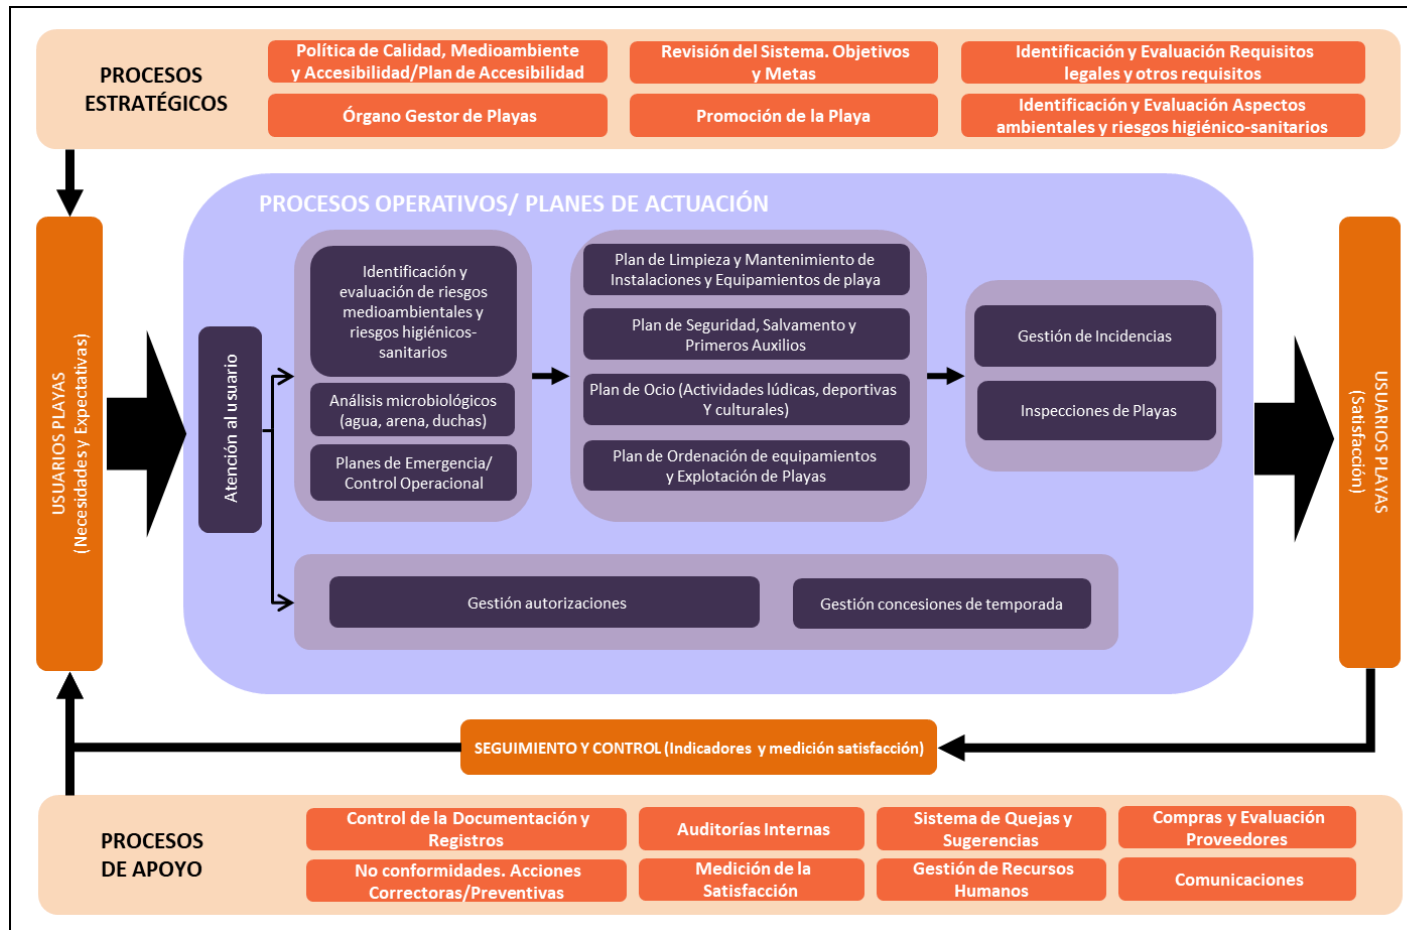 PROCESOS
ESTRATÉGICOS
Política de Calidad, Medioambiente
y Accesibilidad/Plan de Accesibilidad
Revisión del Sistema. Objetivos
y Metas
Identificación y Evaluación Requisitos
legales y otros requisitos
Órgano Gestor de Playas
Promoción de la Playa
Identificación y Evaluación Aspectos
ambientales y riesgos higiénico-sanitarios
USUARIOS PLAYAS
(Necesidades y Expectativas)
PROCESOS OPERATIVOS/ PLANES DE ACTUACIÓN
Atención al usuario
Identificación y
evaluación de riesgos
medioambientales y
riesgos higiénicos-
sanitarios
Análisis microbiológicos
(agua, arena, duchas)
Planes de Emergencia/
Control Operacional
Plan de Limpieza y Mantenimiento de
Instalaciones y Equipamientos de playa
Plan de Seguridad, Salvamento y
Primeros Auxilios
Plan de Ocio (Actividades lúdicas, deportivas
Y culturales)
Plan de Ordenación de equipamientos
y Explotación de Playas
Gestión de Incidencias
Inspecciones de Playas
Gestión autorizaciones
Gestión concesiones de temporada
USUARIOS PLAYAS
(Satisfacción)
SEGUIMIENTO Y CONTROL (Indicadores y medición satisfacción)
PROCESOS
DE APOYO
Control de la Documentación y
Registros
Auditorías Internas
Sistema de Quejas y
Sugerencias
Compras y Evaluación
Proveedores
No conformidades. Acciones
Correctoras/Preventivas
Medición de la
Satisfacción
Gestión de Recursos
Humanos
Comunicaciones